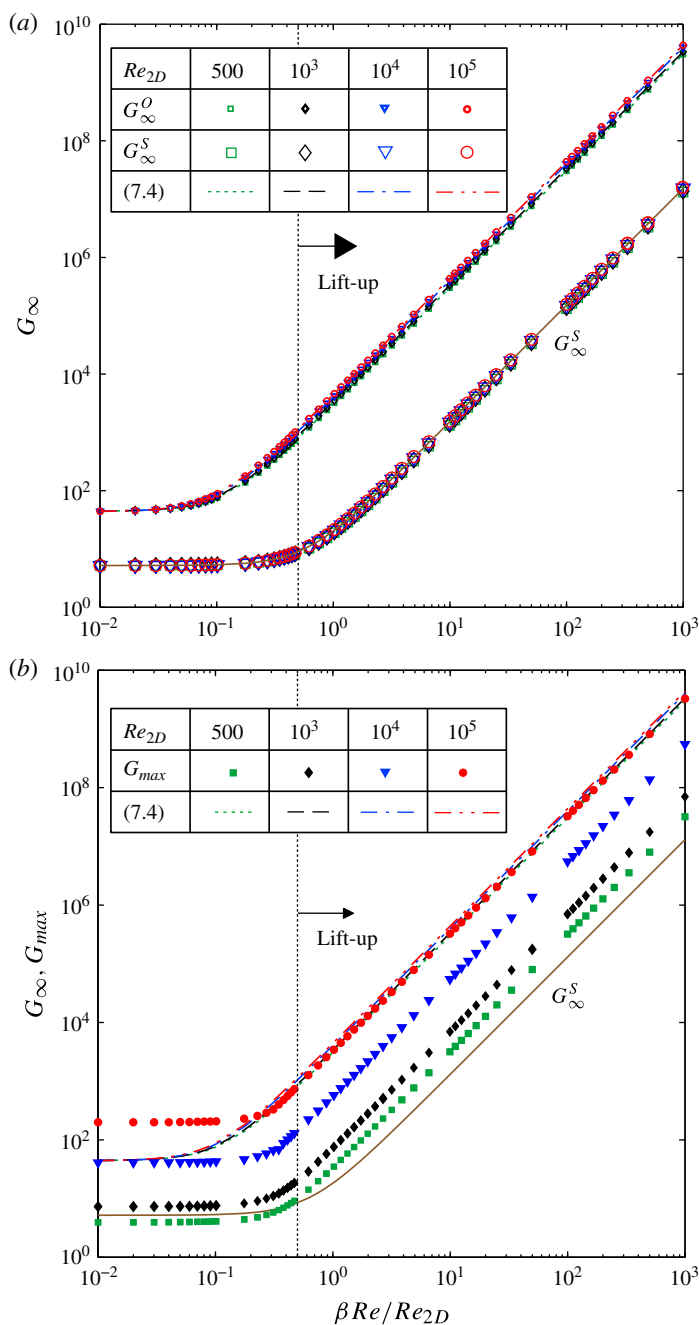 (a)
10^10
10^8
10^6
10^4
10^2
10^0
G_∞
Re_2D 500 10^3 10^4 10^5
G^O_∞
G^S_∞
(7.4)
Lift-up
G^S_∞
10^−2 10^−1 10^0 10^1 10^2 10^3
(b)
10^10
10^8
10^6
10^4
10^2
10^0
G_∞, G_max
Re_2D 500 10^3 10^4 10^5
G_max
(7.4)
Lift-up
G^S_∞
10^−2 10^−1 10^0 10^1 10^2 10^3
β Re/Re_2D